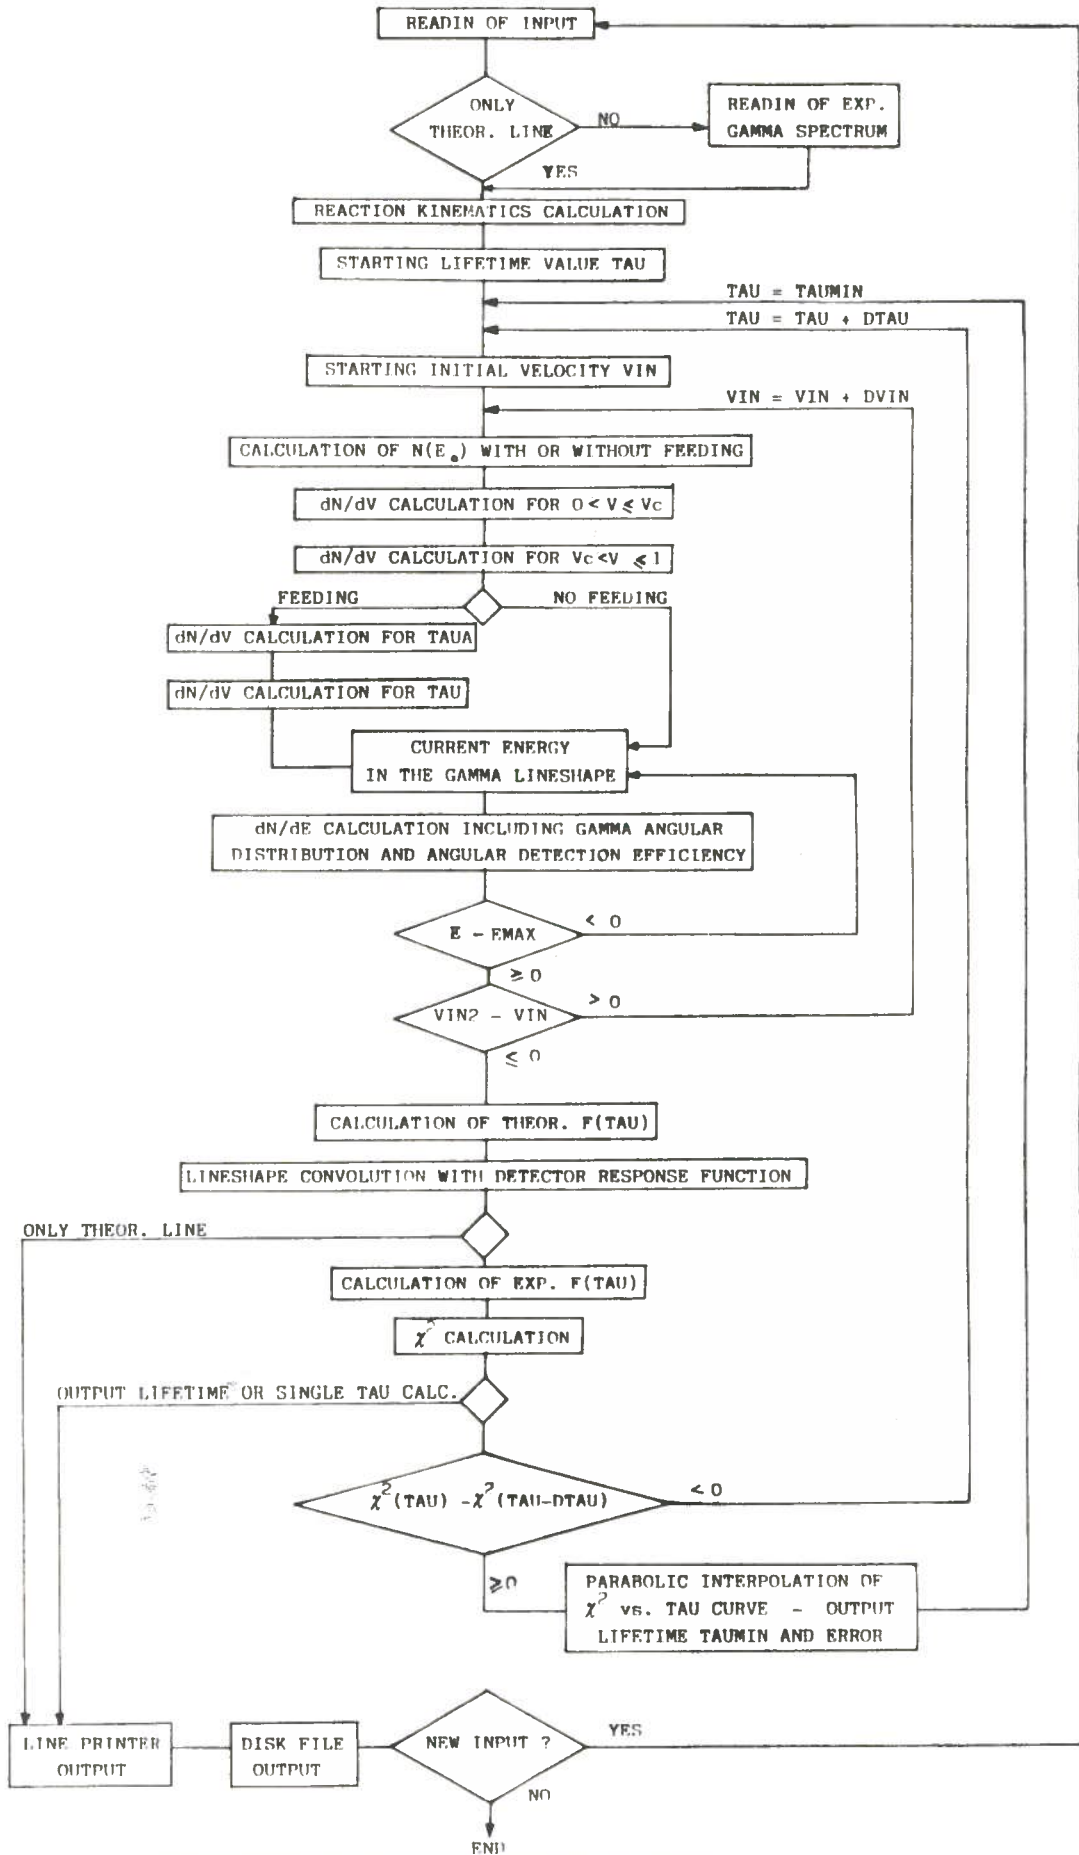 READIN OF INPUT
ONLY
THEOR. LINE
NO
READIN OF EXP.
GAMMA SPECTRUM
YES
REACTION KINEMATICS CALCULATION
STARTING LIFETIME VALUE TAU
TAU = TAUMIN
TAU = TAU + DTAU
STARTING INITIAL VELOCITY VIN
VIN = VIN + DVIN
CALCULATION OF N(Eₒ) WITH OR WITHOUT FEEDING
dN/dV CALCULATION FOR 0 < V ⩽ Vc
dN/dV CALCULATION FOR Vc < V ⩽ 1
FEEDING
NO FEEDING
dN/dV CALCULATION FOR TAUA
dN/dV CALCULATION FOR TAU
CURRENT ENERGY
IN THE GAMMA LINESHAPE
dN/dE CALCULATION INCLUDING GAMMA ANGULAR
DISTRIBUTION AND ANGULAR DETECTION EFFICIENCY
E - EMAX
< 0
⩾ 0
VIN2 - VIN
> 0
≤ 0
CALCULATION OF THEOR. F(TAU)
LINESHAPE CONVOLUTION WITH DETECTOR RESPONSE FUNCTION
ONLY THEOR. LINE
CALCULATION OF EXP. F(TAU)
χ² CALCULATION
OUTPUT LIFETIME OR SINGLE TAU CALC.
χ²(TAU) - χ²(TAU-DTAU)
< 0
⩾ 0
PARABOLIC INTERPOLATION OF
χ² vs. TAU CURVE - OUTPUT
LIFETIME TAUMIN AND ERROR
LINE PRINTER
OUTPUT
DISK FILE
OUTPUT
NEW INPUT ?
YES
NO
END